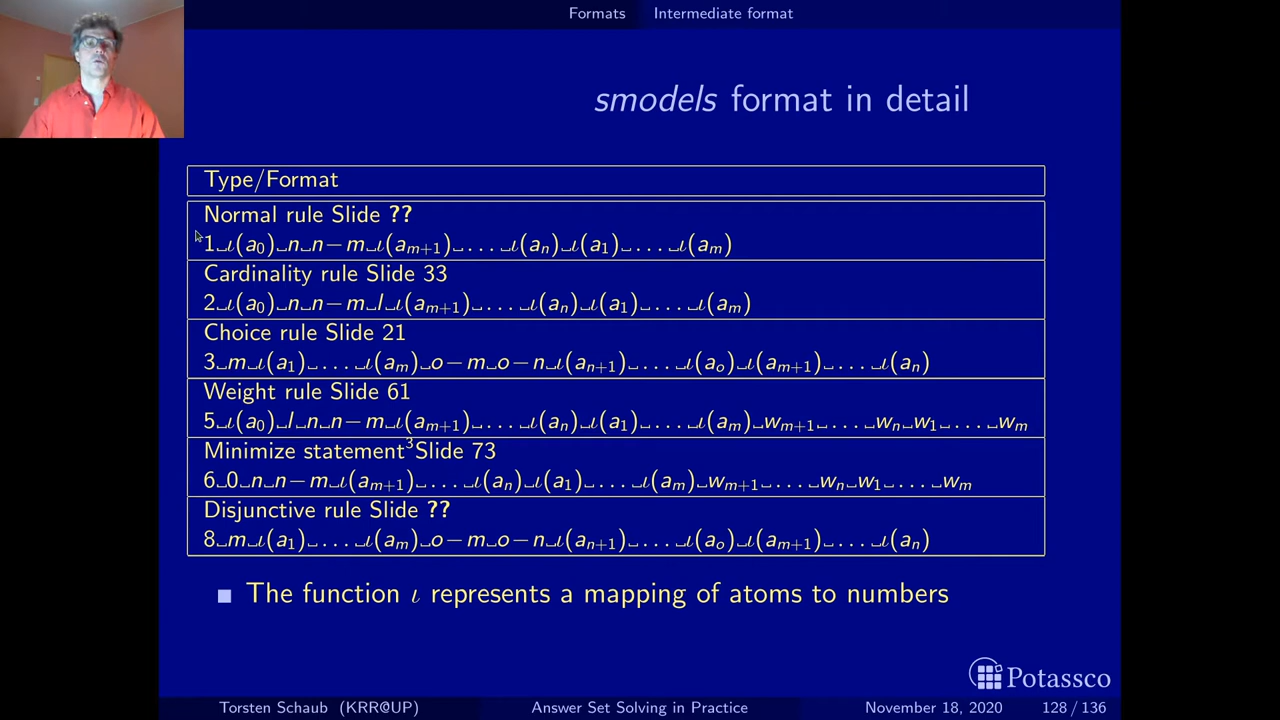 Formats Intermediate format
smodels format in detail
Type/Format
Normal rule Slide ??
1␣ι(a₀)␣n␣n−m␣ι(aₘ₊₁)␣…␣ι(aₙ)␣ι(a₁)␣…␣ι(aₘ)
Cardinality rule Slide 33
2␣ι(a₀)␣n␣n−m␣l␣ι(aₘ₊₁)␣…␣ι(aₙ)␣ι(a₁)␣…␣ι(aₘ)
Choice rule Slide 21
3␣m␣ι(a₁)␣…␣ι(aₘ)␣o−m␣o−n␣ι(aₙ₊₁)␣…␣ι(aₒ)␣ι(aₘ₊₁)␣…␣ι(aₙ)
Weight rule Slide 61
5␣ι(a₀)␣l␣n␣n−m␣ι(aₘ₊₁)␣…␣ι(aₙ)␣ι(a₁)␣…␣ι(aₘ)␣wₘ₊₁␣…␣wₙ␣w₁␣…␣wₘ
Minimize statement³Slide 73
6␣0␣n␣n−m␣ι(aₘ₊₁)␣…␣ι(aₙ)␣ι(a₁)␣…␣ι(aₘ)␣wₘ₊₁␣…␣wₙ␣w₁␣…␣wₘ
Disjunctive rule Slide ??
8␣m␣ι(a₁)␣…␣ι(aₘ)␣o−m␣o−n␣ι(aₙ₊₁)␣…␣ι(aₒ)␣ι(aₘ₊₁)␣…␣ι(aₙ)
■ The function ι represents a mapping of atoms to numbers
Potassco
Torsten Schaub (KRR@UP) Answer Set Solving in Practice November 18, 2020 128 / 136